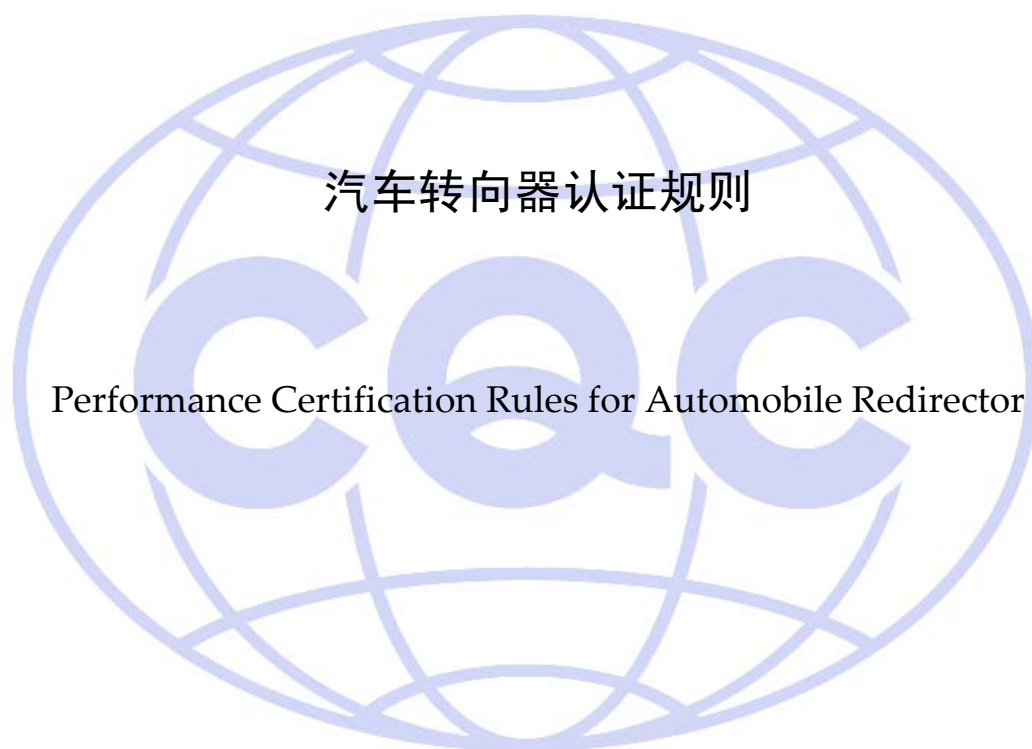 汽车转向器认证规则
CQC
Performance Certification Rules for Automobile Redirector